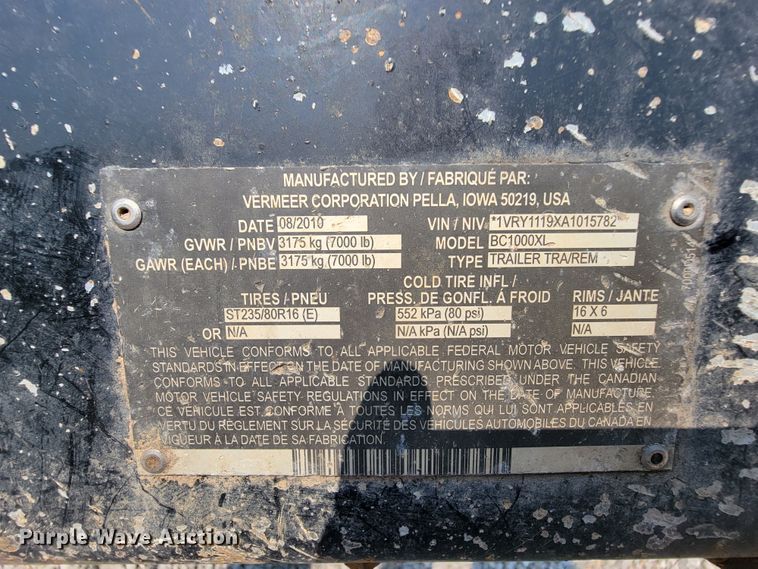 MANUFACTURED BY / FABRIQUÉ PAR:
VERMEER CORPORATION PELLA, IOWA 50219, USA
DATE 08/2010 VIN / NIV *1VRY1119XA1015782*
GVWR / PNBV 3175 kg (7000 lb) MODEL BC1000XL
GAWR (EACH) / PNBE 3175 kg (7000 lb) TYPE TRAILER TRA/REM
COLD TIRE INFL /
TIRES / PNEU PRESS. DE GONFL. Á FROID RIMS / JANTE
ST235/80R16 (E) 552 kPa (80 psi) 16 X 6
OR N/A N/A kPa (N/A psi) N/A
THIS VEHICLE CONFORMS TO ALL APPLICABLE FEDERAL MOTOR VEHICLE SAFETY
STANDARDS IN EFFECT ON THE DATE OF MANUFACTURING SHOWN ABOVE. THIS VEHICLE
CONFORMS TO ALL APPLICABLE STANDARDS PRESCRIBED UNDER THE CANADIAN
MOTOR VEHICLE SAFETY REGULATIONS IN EFFECT ON THE DATE OF MANUFACTURE.
CE VÉHICULE EST CONFORME À TOUTES LES NORMS QUI LUI SONT APPLICABLES EN
VERTU DU RÈGLEMENT SUR LA SÉCURITÉ DES VÉHICULES AUTOMOBILES DU CANADA EN
VIGUEUR À LA DATE DE SA FABRICATION.
Purple Wave Auction